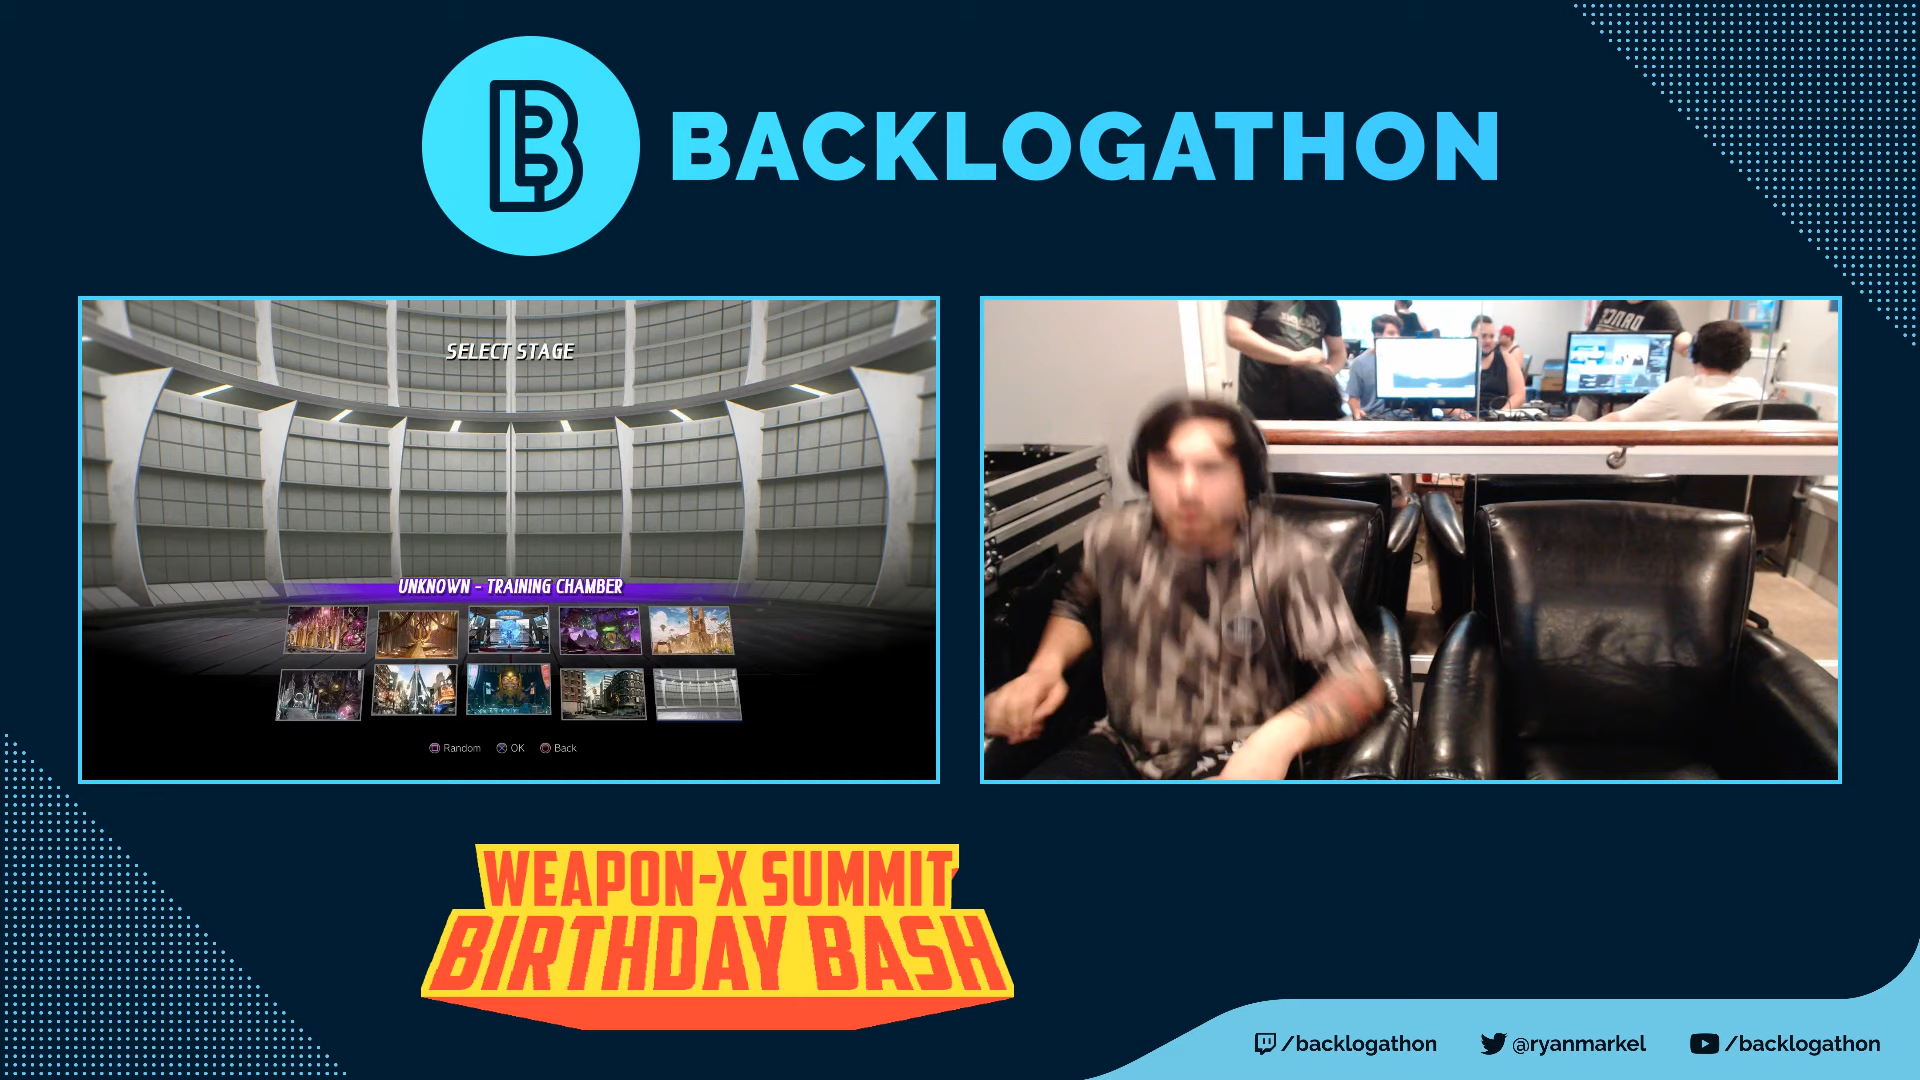 BACKLOGATHON
SELECT STAGE
UNKNOWN - TRAINING CHAMBER
Random OK Back
WEAPON-X SUMMIT
BIRTHDAY BASH
/backlogathon @ryanmarkel /backlogathon